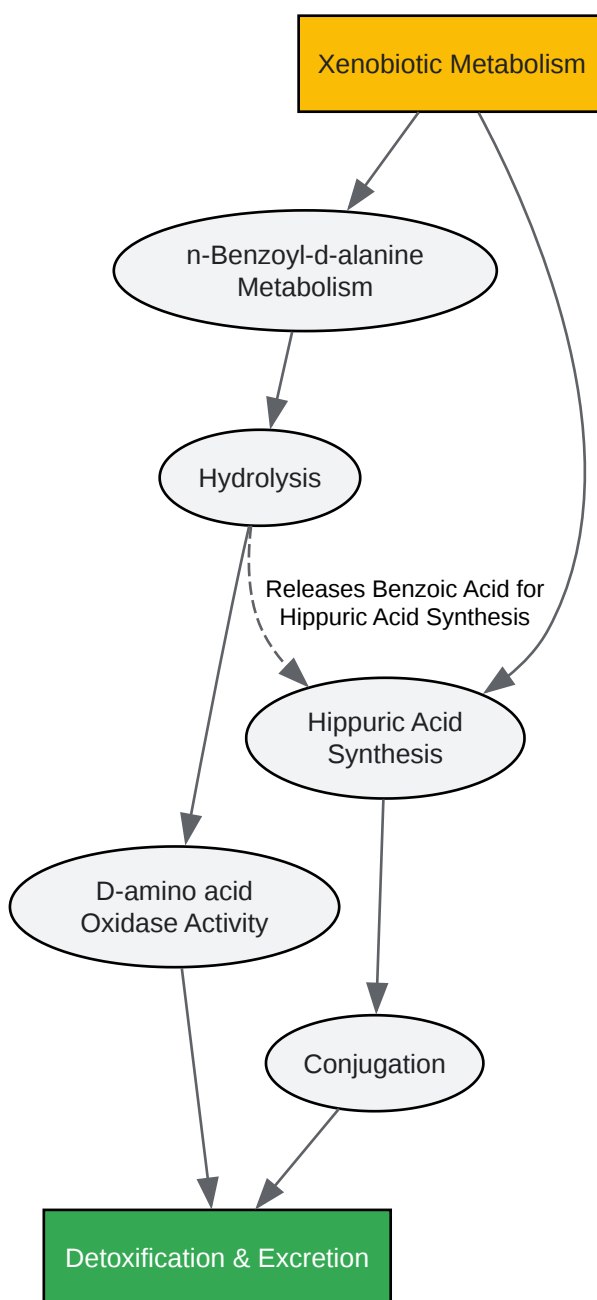 Xenobiotic Metabolism
n-Benzoyl-d-alanine
Metabolism
Hydrolysis
Releases Benzoic Acid for
Hippuric Acid Synthesis
Hippuric Acid
Synthesis
D-amino acid
Oxidase Activity
Conjugation
Detoxification & Excretion